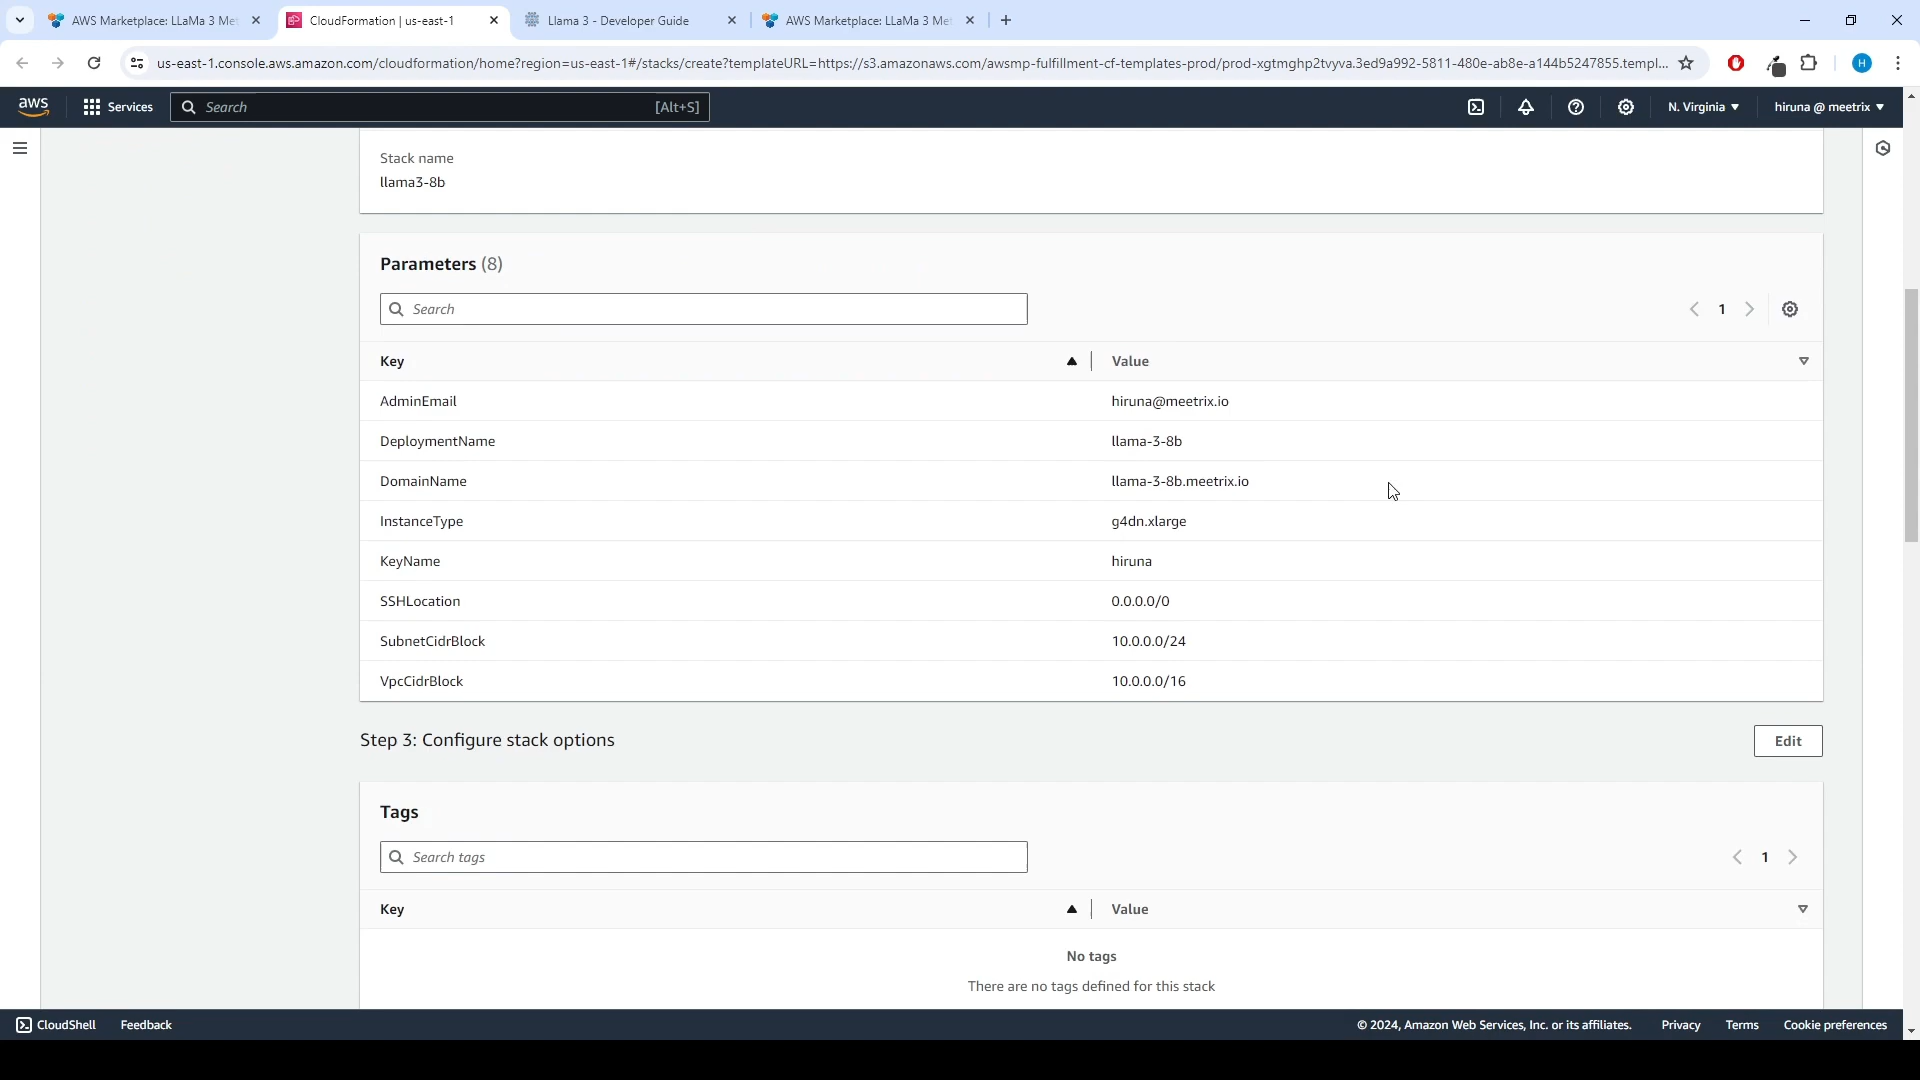 AWS Marketplace: LLaMa 3 Me
CloudFormation | us-east-1
Llama 3 - Developer Guide
AWS Marketplace: LLaMa 3 Me
us-east-1.console.aws.amazon.com/cloudformation/home?region=us-east-1#/stacks/create?templateURL=https://s3.amazonaws.com/awsmp-fulfillment-cf-templates-prod/prod-xgtmghp2tvyva.3ed9a992-5811-480e-ab8e-a144b5247855.templ...
H
aws
Services
Search
[Alt+S]
N. Virginia
hiruna @ meetrix
Stack name
llama3-8b
Parameters (8)
Search
1
Key
Value
AdminEmail
hiruna@meetrix.io
DeploymentName
llama-3-8b
DomainName
llama-3-8b.meetrix.io
InstanceType
g4dn.xlarge
KeyName
hiruna
SSHLocation
0.0.0.0/0
SubnetCidrBlock
10.0.0.0/24
VpcCidrBlock
10.0.0.0/16
Step 3: Configure stack options
Edit
Tags
Search tags
1
Key
Value
No tags
There are no tags defined for this stack
CloudShell
Feedback
© 2024, Amazon Web Services, Inc. or its affiliates.
Privacy
Terms
Cookie preferences